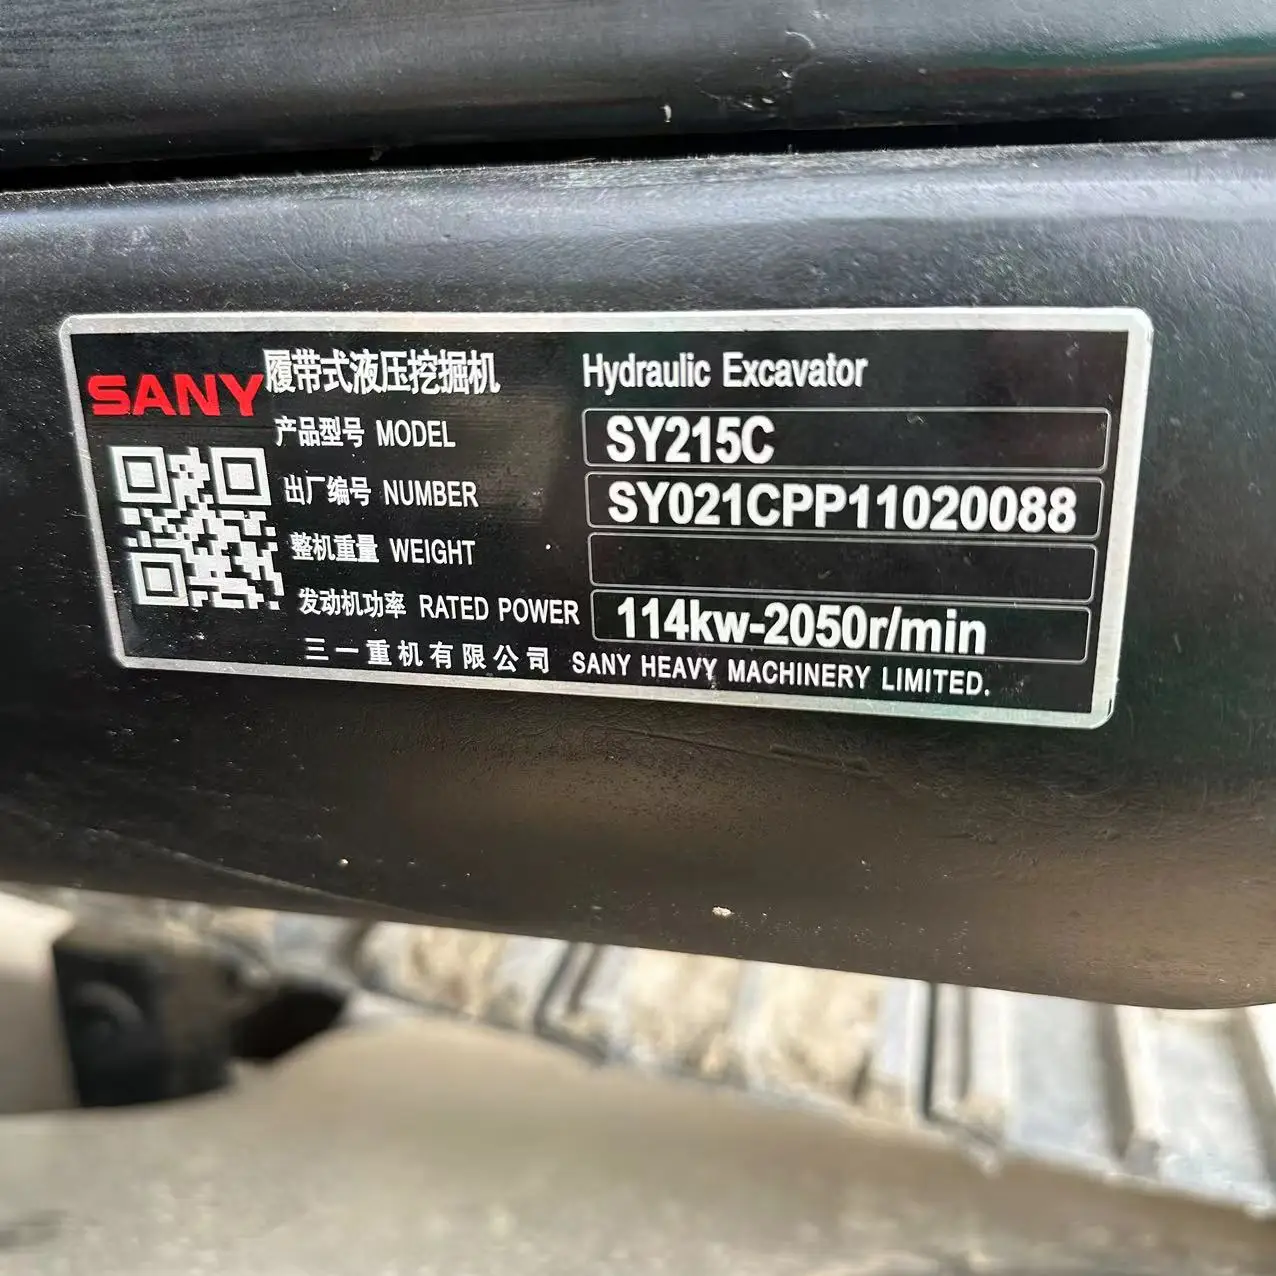 SANY 履带式液压挖掘机 Hydraulic Excavator
产品型号 MODEL SY215C
出厂编号 NUMBER SY021CPP11020088
整机重量 WEIGHT
发动机功率 RATED POWER 114kw-2050r/min
三一重机有限公司 SANY HEAVY MACHINERY LIMITED.